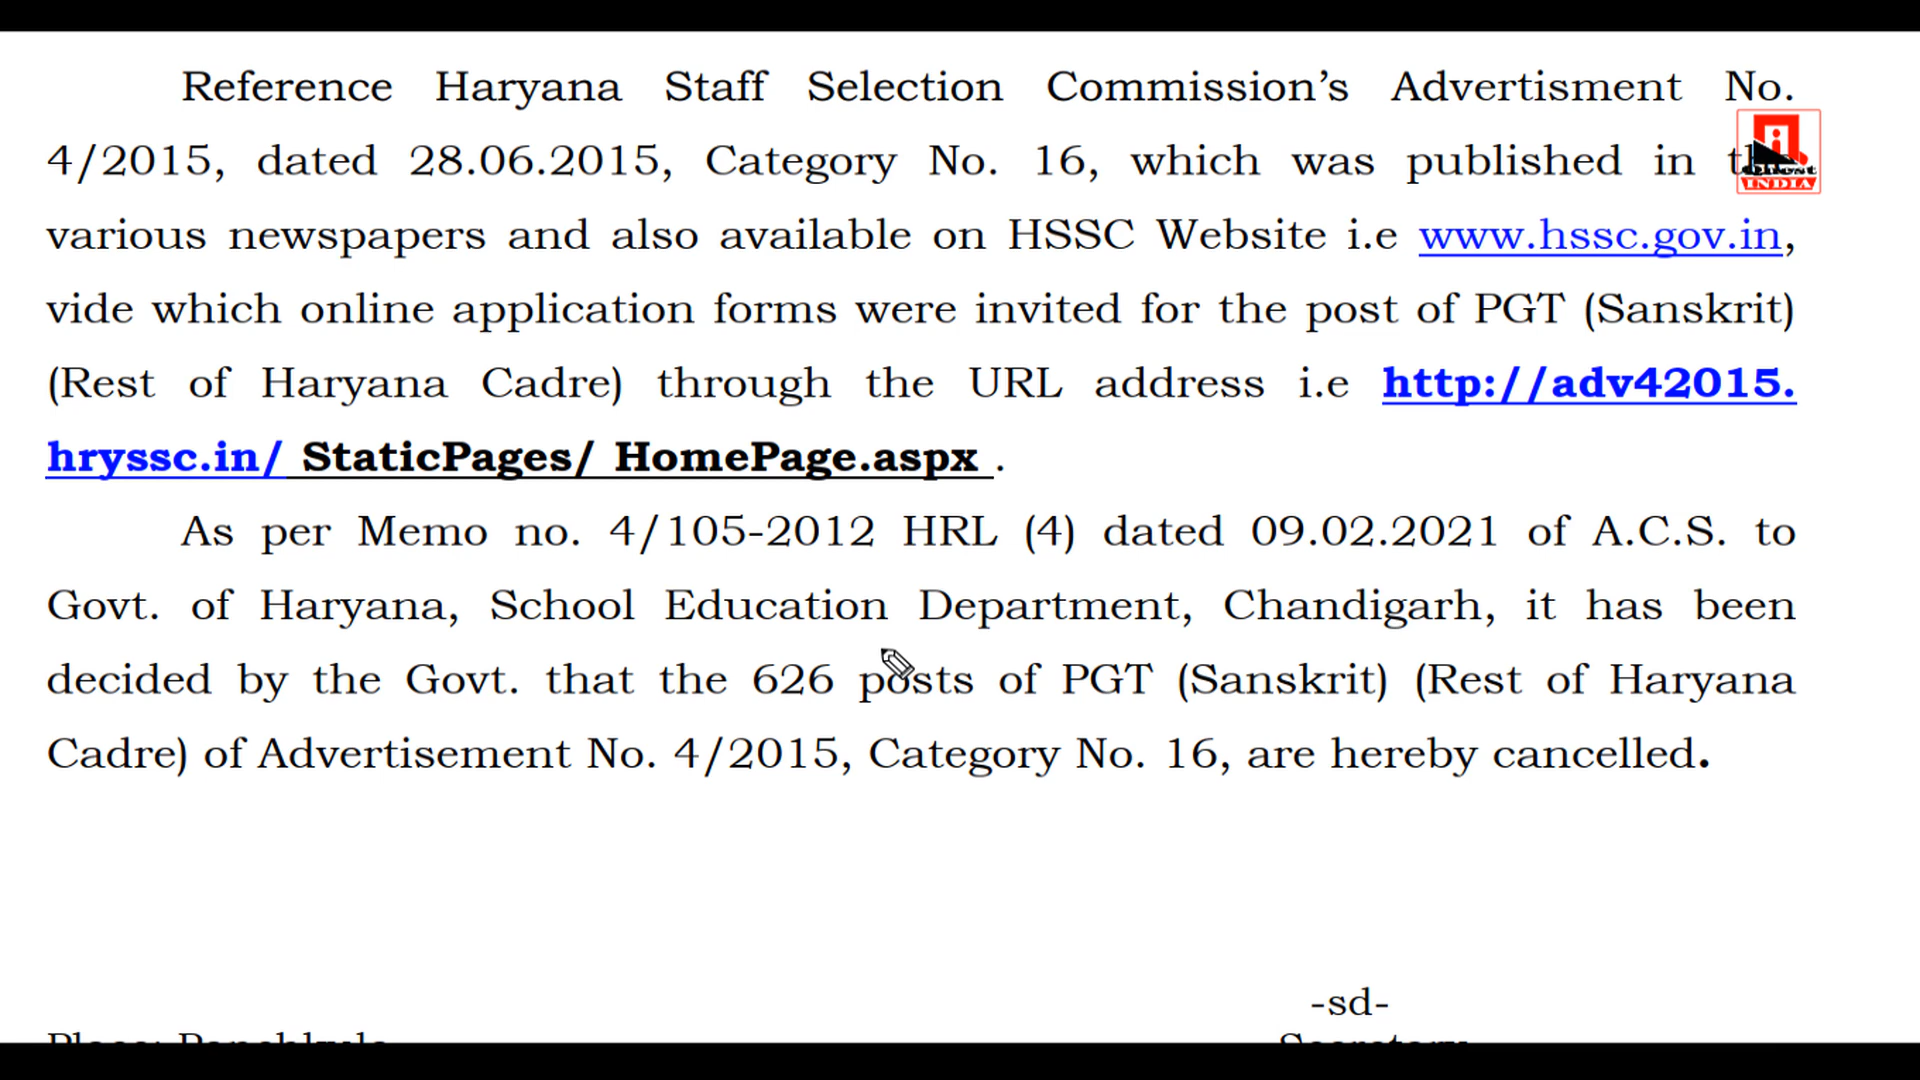 Reference Haryana Staff Selection Commission’s Advertisment No.
4/2015, dated 28.06.2015, Category No. 16, which was published in
various newspapers and also available on HSSC Website i.e www.hssc.gov.in,
vide which online application forms were invited for the post of PGT (Sanskrit)
(Rest of Haryana Cadre) through the URL address i.e http://adv42015.
hryssc.in/ StaticPages/ HomePage.aspx .
As per Memo no. 4/105-2012 HRL (4) dated 09.02.2021 of A.C.S. to
Govt. of Haryana, School Education Department, Chandigarh, it has been
decided by the Govt. that the 626 posts of PGT (Sanskrit) (Rest of Haryana
Cadre) of Advertisement No. 4/2015, Category No. 16, are hereby cancelled.
-sd-
Place: Panchkula Secretary
INDIA